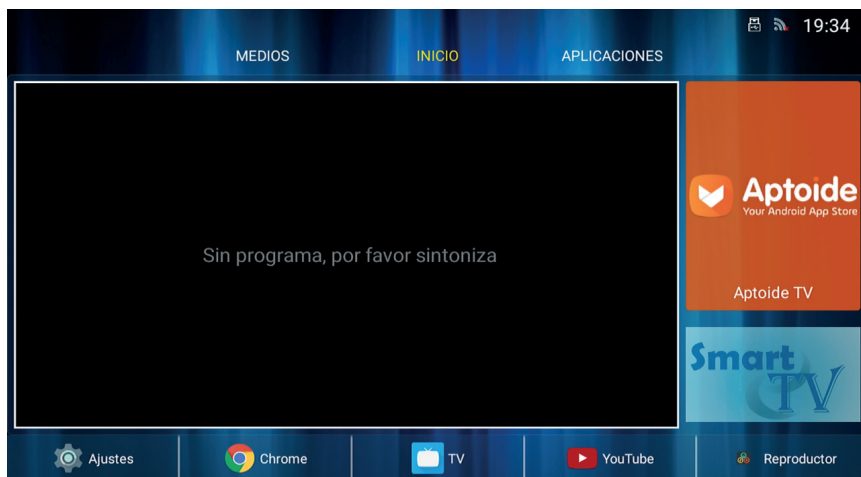 19:34
MEDIOS INICIO APLICACIONES
Sin programa, por favor sintoniza
Aptoide
Your Android App Store
Aptoide TV
Smart
TV
Ajustes Chrome TV YouTube Reproductor